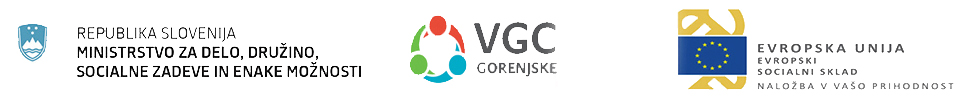 REPUBLIKA SLOVENIJA
MINISTRSTVO ZA DELO, DRUŽINO,
SOCIALNE ZADEVE IN ENAKE MOŽNOSTI
VGC
GORENJSKE
EVROPSKA UNIJA
EVROPSKI
SOCIALNI SKLAD
NALOŽBA V VAŠO PRIHODNOST